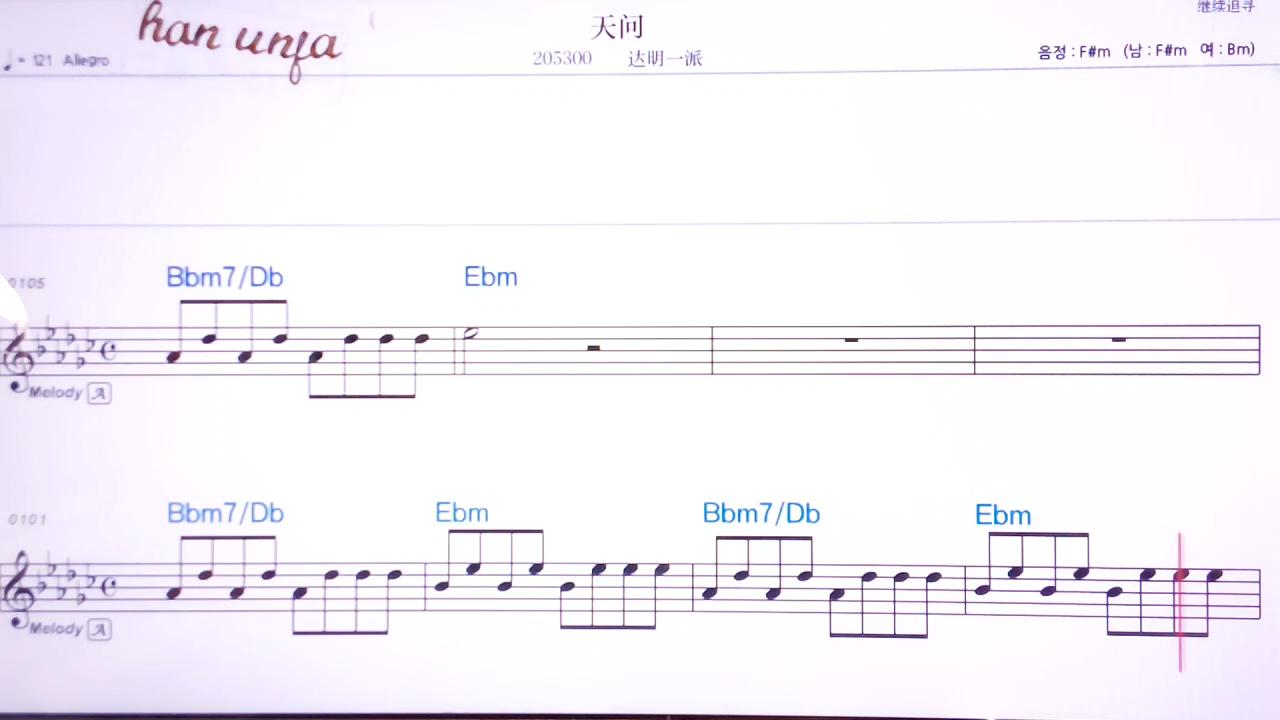 han unja
天问
继续追寻
♩= 121 Allegro
205300 达明一派
음정 : F#m (남 : F#m 여 : Bm)
0105
Bbm7/Db Ebm
Melody A
0101
Bbm7/Db Ebm Bbm7/Db Ebm
Melody A